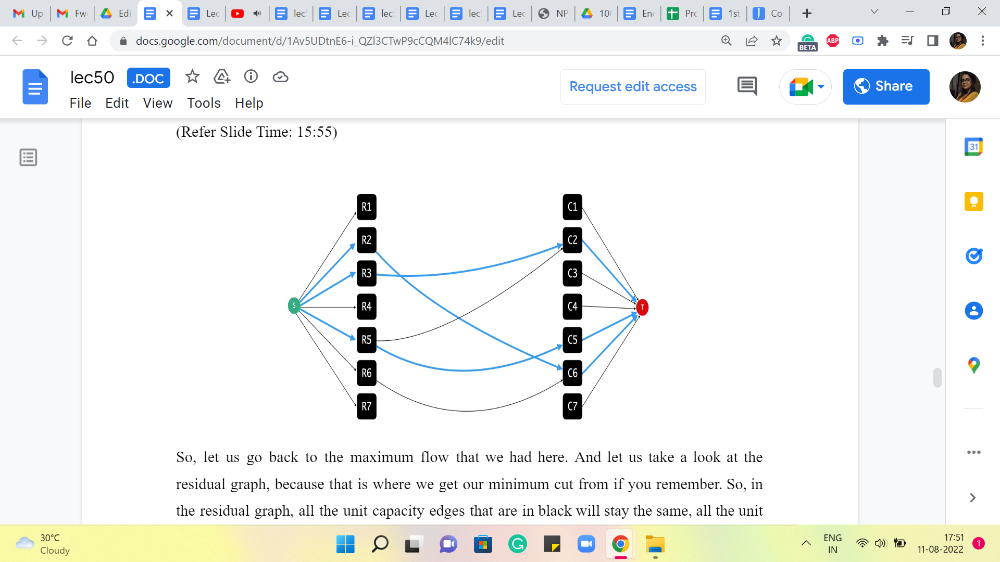 Up
Fw
Edi
Lec
lec
Lec
lec
Lec
lec
Lec
NP
10
En
Pro
1st
Co
docs.google.com/document/d/1Av5UDtnE6-i_QZl3CTwP9cCQM4lC74k9/edit
BETA
ABP
lec50
.DOC
Request edit access
Share
File Edit View Tools Help
(Refer Slide Time: 15:55)
31
R1 C1
R2 C2
R3 C3
S R4 C4 T
R5 C5
R6 C6
R7 C7
So, let us go back to the maximum flow that we had here. And let us take a look at the
residual graph, because that is where we get our minimum cut from if you remember. So, in
the residual graph, all the unit capacity edges that are in black will stay the same, all the unit
30°C
Cloudy
ENG
IN
17:51
11-08-2022
1